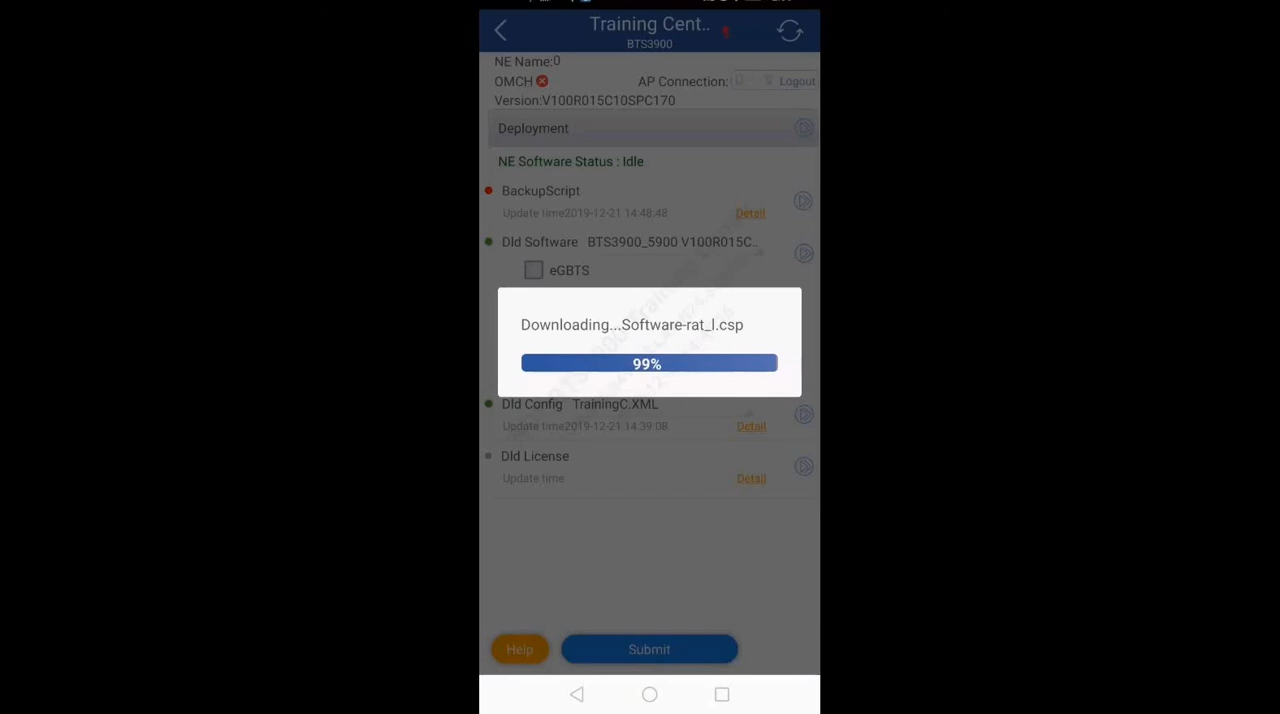 Training Cent..
BTS3900
NE Name:0
OMCH
AP Connection:
Logout
Version:V100R015C10SPC170
Deployment
NE Software Status : Idle
BackupScript
Update time2019-12-21 14:48:48
Detail
Dld Software BTS3900_5900 V100R015C..
eGBTS
Downloading...Software-rat_l.csp
99%
Dld Config TrainingC.XML
Update time2019-12-21 14:39:08
Detail
Dld License
Update time
Detail
Help
Submit